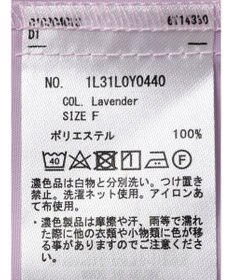 NO. 1L31L0Y0440
COL. Lavender
SIZE F
ポリエステル 100%
40
F
濃色品は白物と分別洗い。つけ置き
禁止。洗濯ネット使用。アイロンあ
て布使用。
・濃色製品は摩擦や汗、雨等で濡れ
た際に他の衣類や小物類に色が移
る事がありますのでご注意くださ
い。